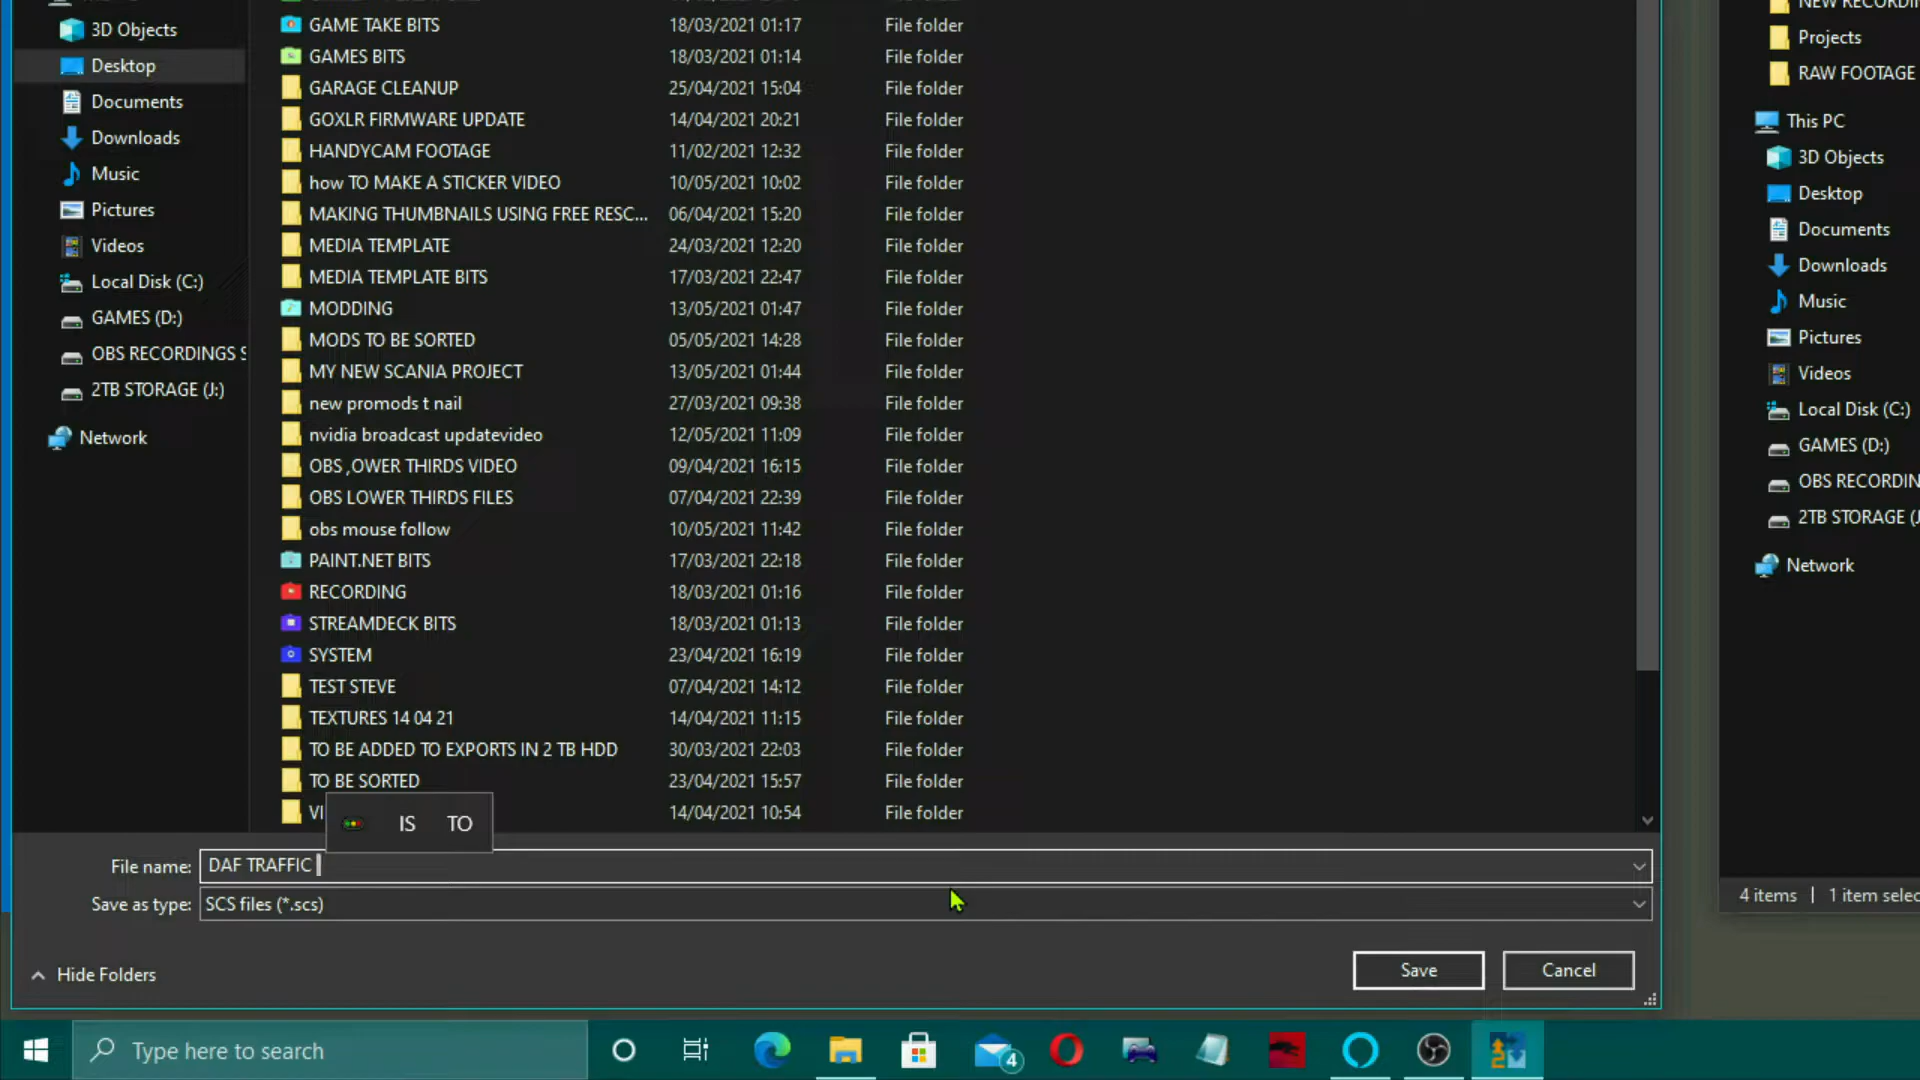 3D Objects
Desktop
Documents
Downloads
Music
Pictures
Videos
Local Disk (C:)
GAMES (D:)
OBS RECORDINGS S
2TB STORAGE (J:)
Network
GAME TAKE BITS 18/03/2021 01:17 File folder
GAMES BITS 18/03/2021 01:14 File folder
GARAGE CLEANUP 25/04/2021 15:04 File folder
GOXLR FIRMWARE UPDATE 14/04/2021 20:21 File folder
HANDYCAM FOOTAGE 11/02/2021 12:32 File folder
how TO MAKE A STICKER VIDEO 10/05/2021 10:02 File folder
MAKING THUMBNAILS USING FREE RESC... 06/04/2021 15:20 File folder
MEDIA TEMPLATE 24/03/2021 12:20 File folder
MEDIA TEMPLATE BITS 17/03/2021 22:47 File folder
MODDING 13/05/2021 01:47 File folder
MODS TO BE SORTED 05/05/2021 14:28 File folder
MY NEW SCANIA PROJECT 13/05/2021 01:44 File folder
new promods t nail 27/03/2021 09:38 File folder
nvidia broadcast updatevideo 12/05/2021 11:09 File folder
OBS ,OWER THIRDS VIDEO 09/04/2021 16:15 File folder
OBS LOWER THIRDS FILES 07/04/2021 22:39 File folder
obs mouse follow 10/05/2021 11:42 File folder
PAINT.NET BITS 17/03/2021 22:18 File folder
RECORDING 18/03/2021 01:16 File folder
STREAMDECK BITS 18/03/2021 01:13 File folder
SYSTEM 23/04/2021 16:19 File folder
TEST STEVE 07/04/2021 14:12 File folder
TEXTURES 14 04 21 14/04/2021 11:15 File folder
TO BE ADDED TO EXPORTS IN 2 TB HDD 30/03/2021 22:03 File folder
TO BE SORTED 23/04/2021 15:57 File folder
VI 14/04/2021 10:54 File folder
IS TO
File name: DAF TRAFFIC
Save as type: SCS files (*.scs)
Hide Folders
Save Cancel
NEW RECORDIN
Projects
RAW FOOTAGE
This PC
3D Objects
Desktop
Documents
Downloads
Music
Pictures
Videos
Local Disk (C:)
GAMES (D:)
OBS RECORDIN
2TB STORAGE (J
Network
4 items 1 item selec
Type here to search
4